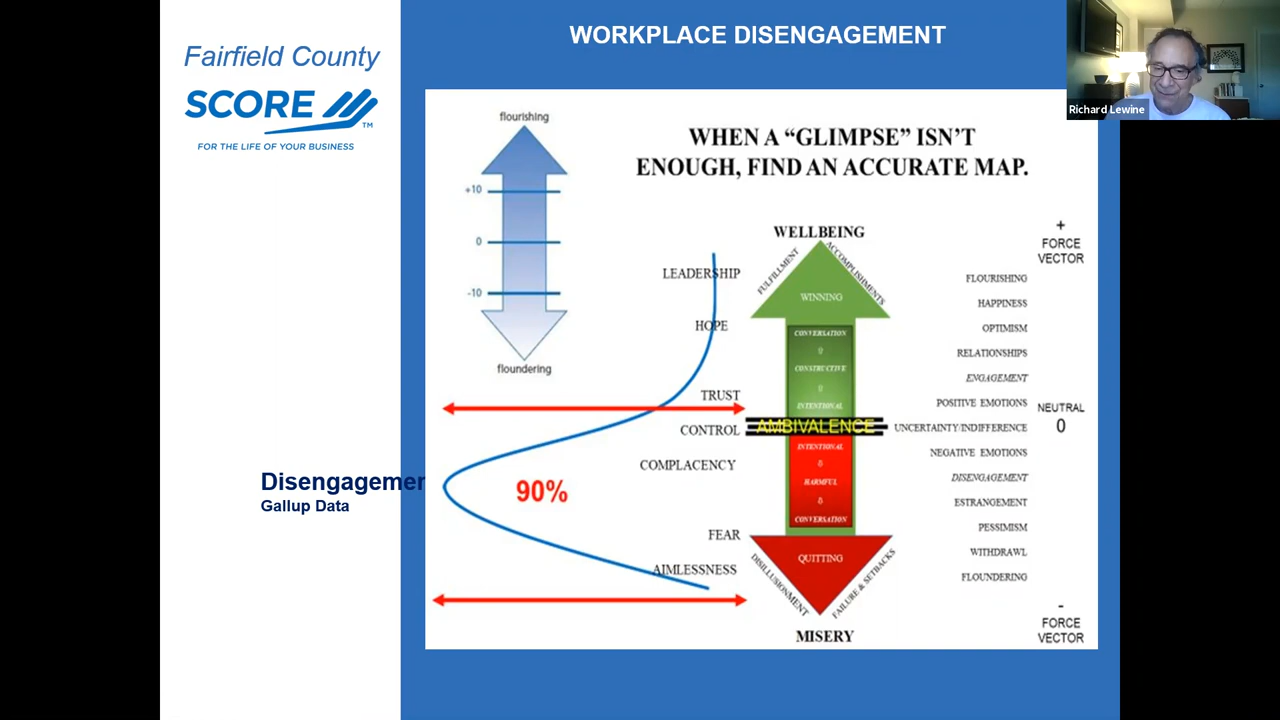 WORKPLACE DISENGAGEMENT
Richard Lewine
Fairfield County
SCORE
TM
FOR THE LIFE OF YOUR BUSINESS
flourishing
+10
0
-10
floundering
WHEN A “GLIMPSE” ISN’T
ENOUGH, FIND AN ACCURATE MAP.
LEADERSHIP
HOPE
TRUST
CONTROL
COMPLACENCY
FEAR
AIMLESSNESS
90%
Disengagemen
Gallup Data
WELLBEING
FULFILLMENT
ACCOMPLISHMENTS
WINNING
CONVERSATION
CONSTRUCTIVE
INTENTIONAL
AMBIVALENCE
INTENTIONAL
HARMFUL
CONVERSATION
QUITTING
DISILLUSIONMENT
FAILURE & SETBACKS
MISERY
FLOURISHING
HAPPINESS
OPTIMISM
RELATIONSHIPS
ENGAGEMENT
POSITIVE EMOTIONS
UNCERTAINTY/INDIFFERENCE
NEGATIVE EMOTIONS
DISENGAGEMENT
ESTRANGEMENT
PESSIMISM
WITHDRAWL
FLOUNDERING
+
FORCE
VECTOR
NEUTRAL
0
-
FORCE
VECTOR